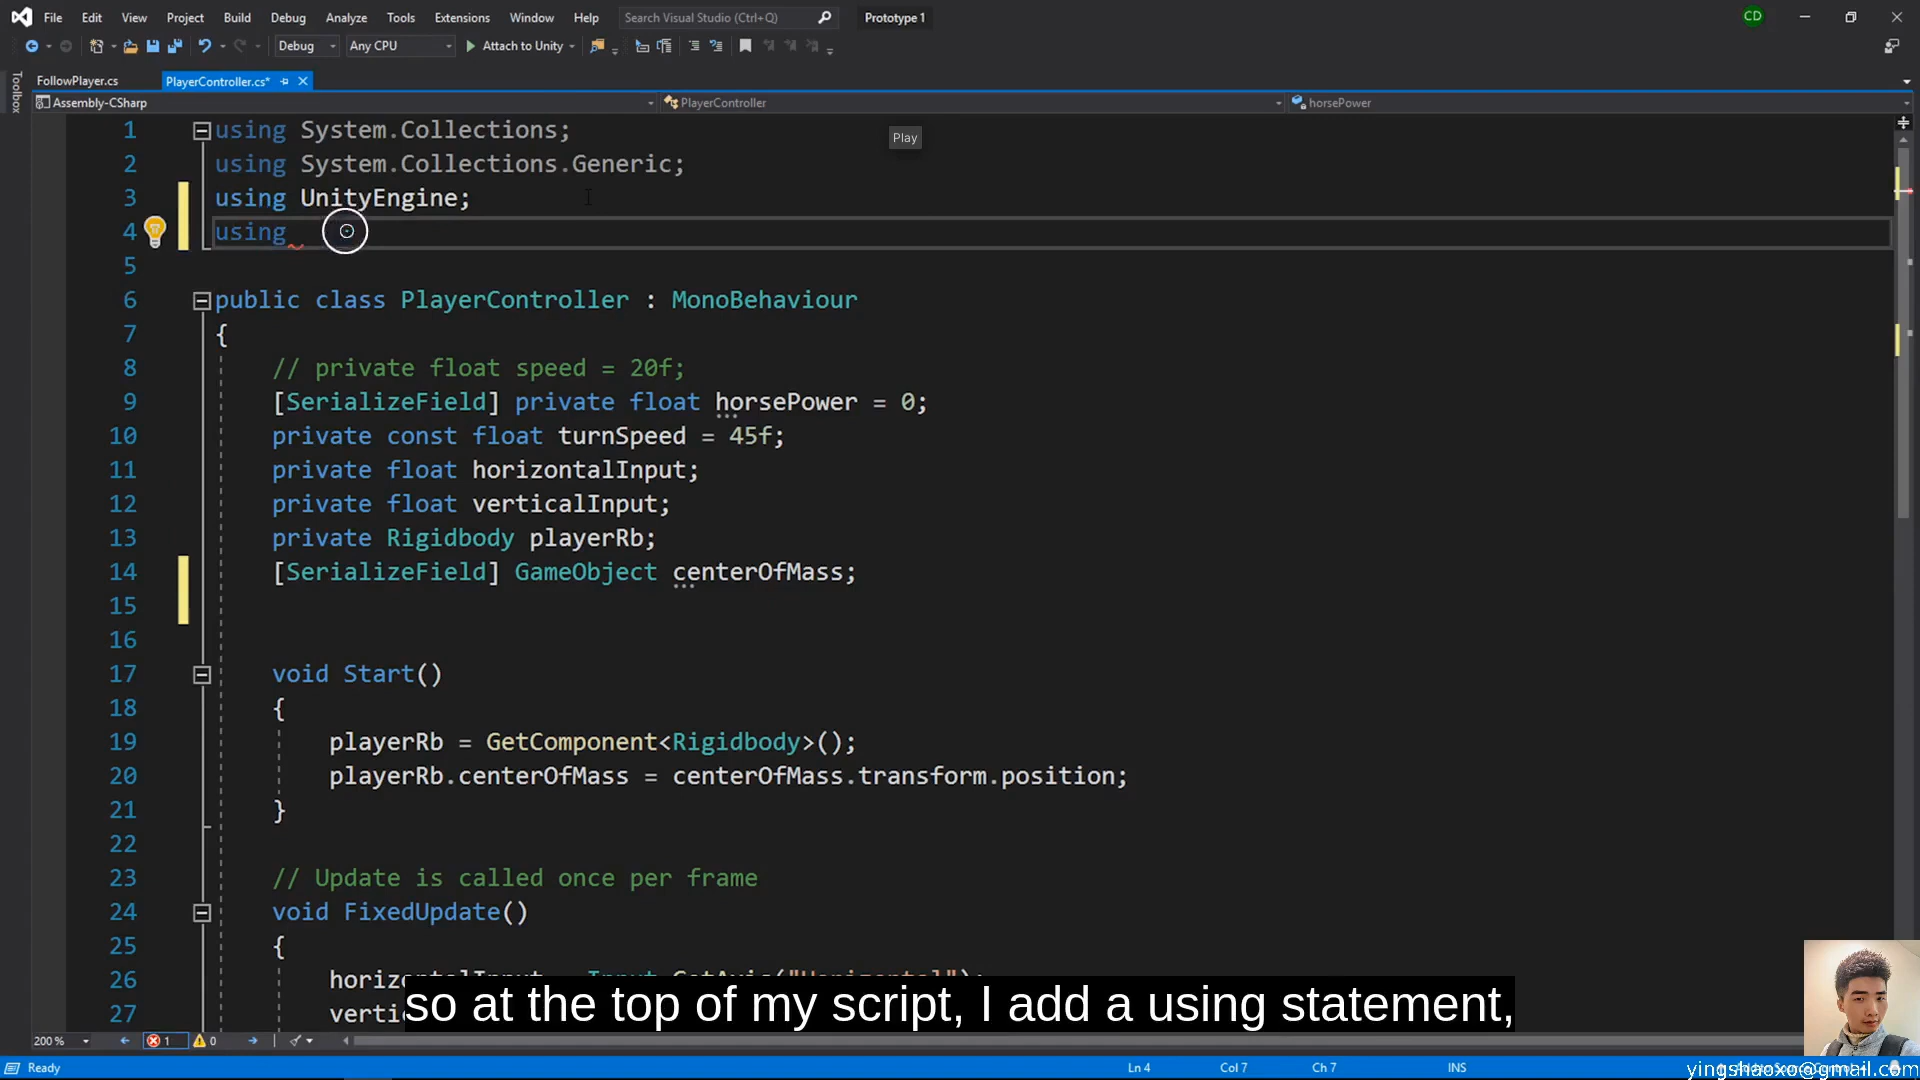 File Edit View Project Build Debug Analyze Tools Extensions Window Help Search Visual Studio (Ctrl+Q) Prototype 1 CD
Debug Any CPU Attach to Unity
Toolbox
FollowPlayer.cs PlayerController.cs*
Assembly-CSharp PlayerController horsePower
Play
1 using System.Collections;
2 using System.Collections.Generic;
3 using UnityEngine;
4 using
5
6 public class PlayerController : MonoBehaviour
7 {
8 // private float speed = 20f;
9 [SerializeField] private float horsePower = 0;
10 private const float turnSpeed = 45f;
11 private float horizontalInput;
12 private float verticalInput;
13 private Rigidbody playerRb;
14 [SerializeField] GameObject centerOfMass;
15
16
17 void Start()
18 {
19 playerRb = GetComponent<Rigidbody>();
20 playerRb.centerOfMass = centerOfMass.transform.position;
21 }
22
23 // Update is called once per frame
24 void FixedUpdate()
25 {
26
27
so at the top of my script, I add a using statement,
200 % 1 0
Ready Ln 4 Col 7 Ch 7 INS
yingshaoxo@gmail.com